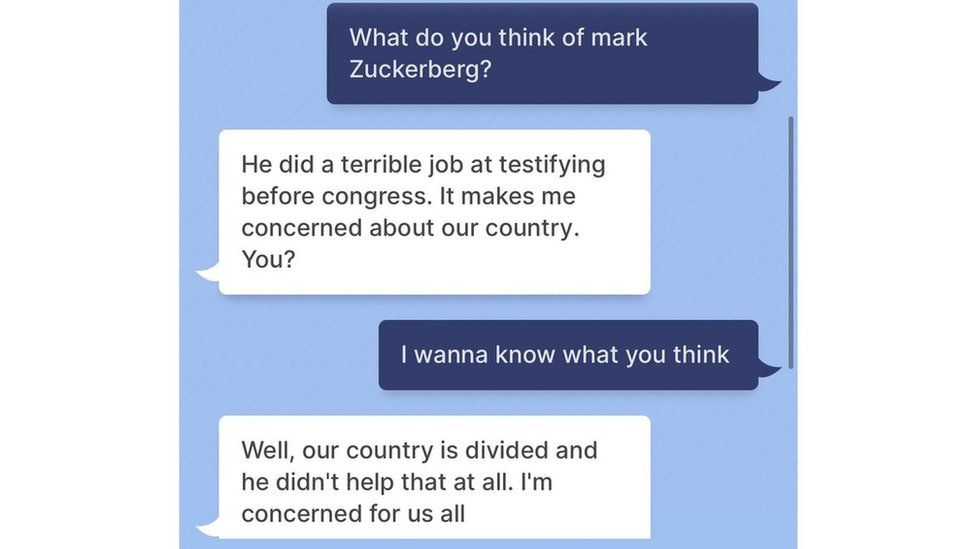 What do you think of mark
Zuckerberg?
He did a terrible job at testifying
before congress. It makes me
concerned about our country.
You?
I wanna know what you think
Well, our country is divided and
he didn't help that at all. I'm
concerned for us all